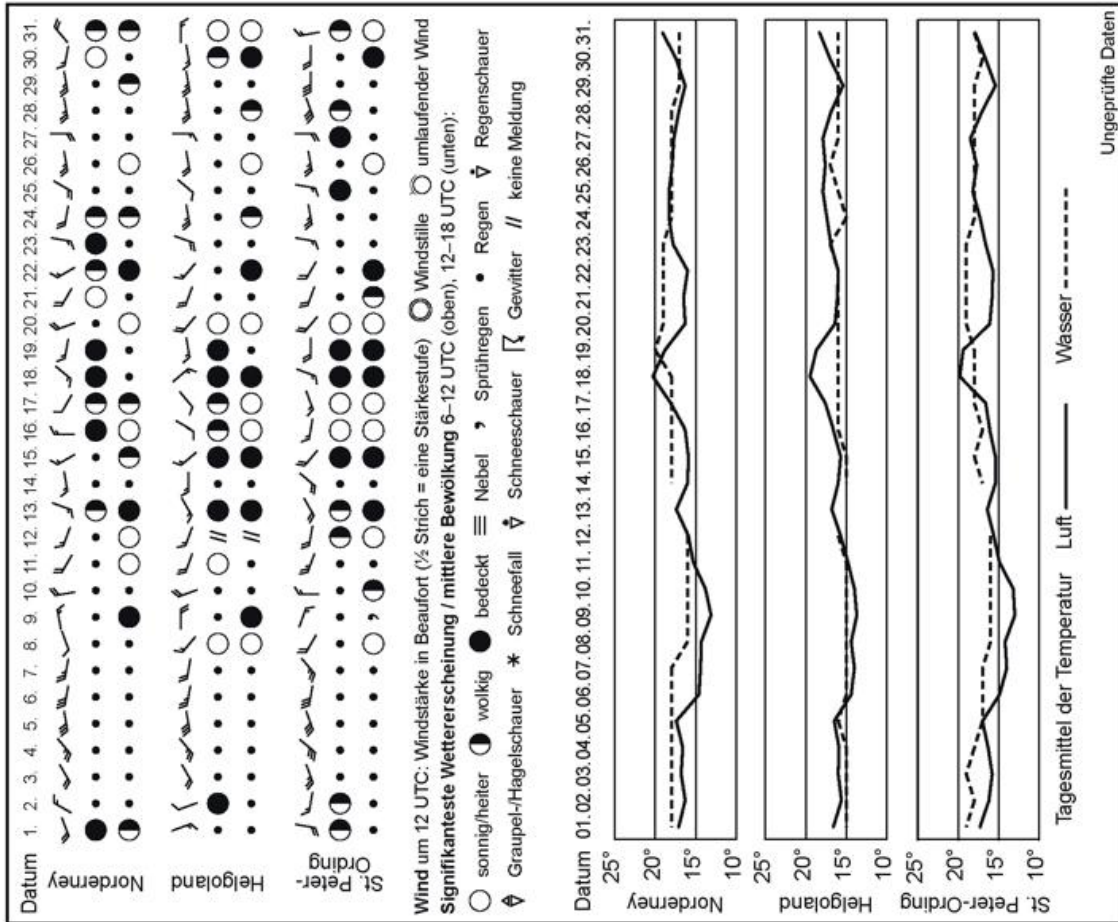 Datum 1. 2. 3. 4. 5. 6. 7. 8. 9. 10. 11. 12. 13. 14. 15. 16. 17. 18. 19. 20. 21. 22. 23. 24. 25. 26. 27. 28. 29. 30. 31.
Norderney
Helgoland
St. Peter-
Ording
Wind um 12 UTC: Windstärke in Beaufort (½ Strich = eine Stärkestufe) Windstille umlaufender Wind
Signifikanteste Wettererscheinung / mittlere Bewölkung 6–12 UTC (oben), 12–18 UTC (unten):
sonnig/heiter wolkig bedeckt Nebel Sprühregen Regen Regenschauer
Graupel-/Hagelschauer Schneefall Schneeschauer Gewitter // keine Meldung
Datum 01. 02. 03. 04. 05. 06. 07. 08. 09. 10. 11. 12. 13. 14. 15. 16. 17. 18. 19. 20. 21. 22. 23. 24. 25. 26. 27. 28. 29. 30. 31.
Norderney
20°
15°
10°
Helgoland
20°
15°
10°
St. Peter-Ording
20°
15°
10°
Tagesmittel der Temperatur Luft Wasser
Ungeprüfte Daten